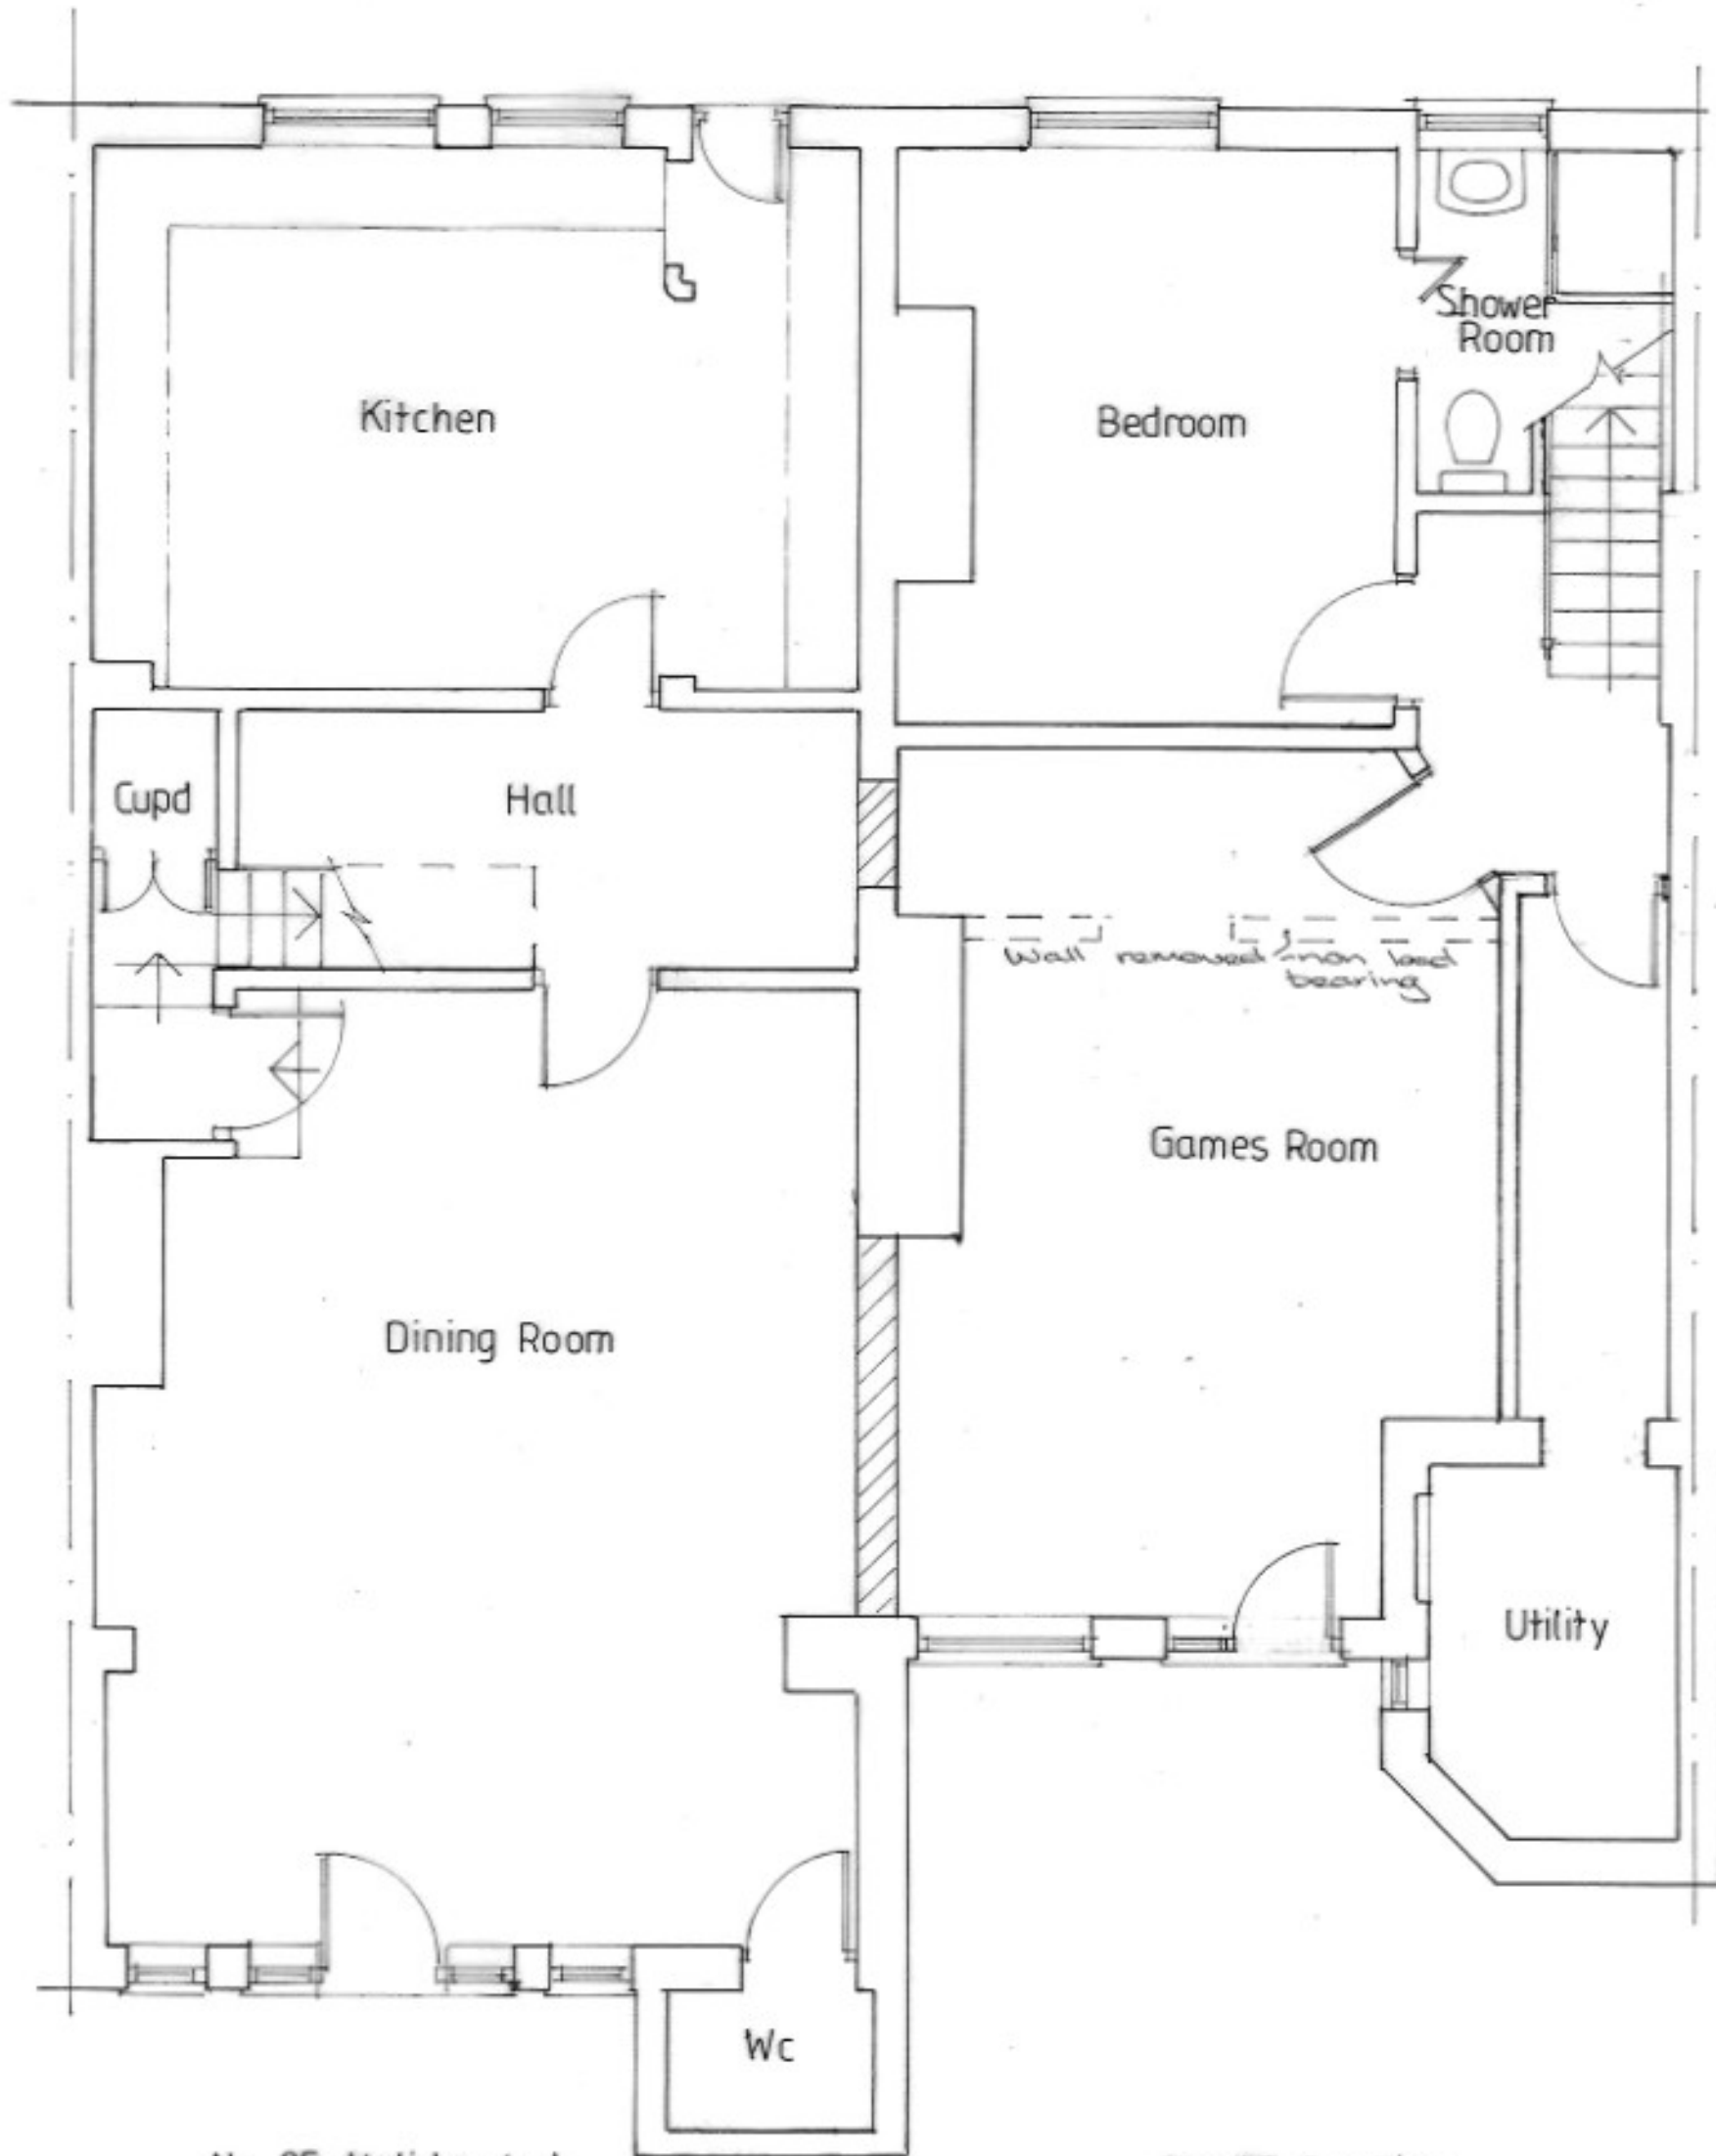 Kitchen
Bedroom
Shower
Room
Cupd
Hall
Wall removed - non load
bearing
Games Room
Dining Room
Utility
Wc